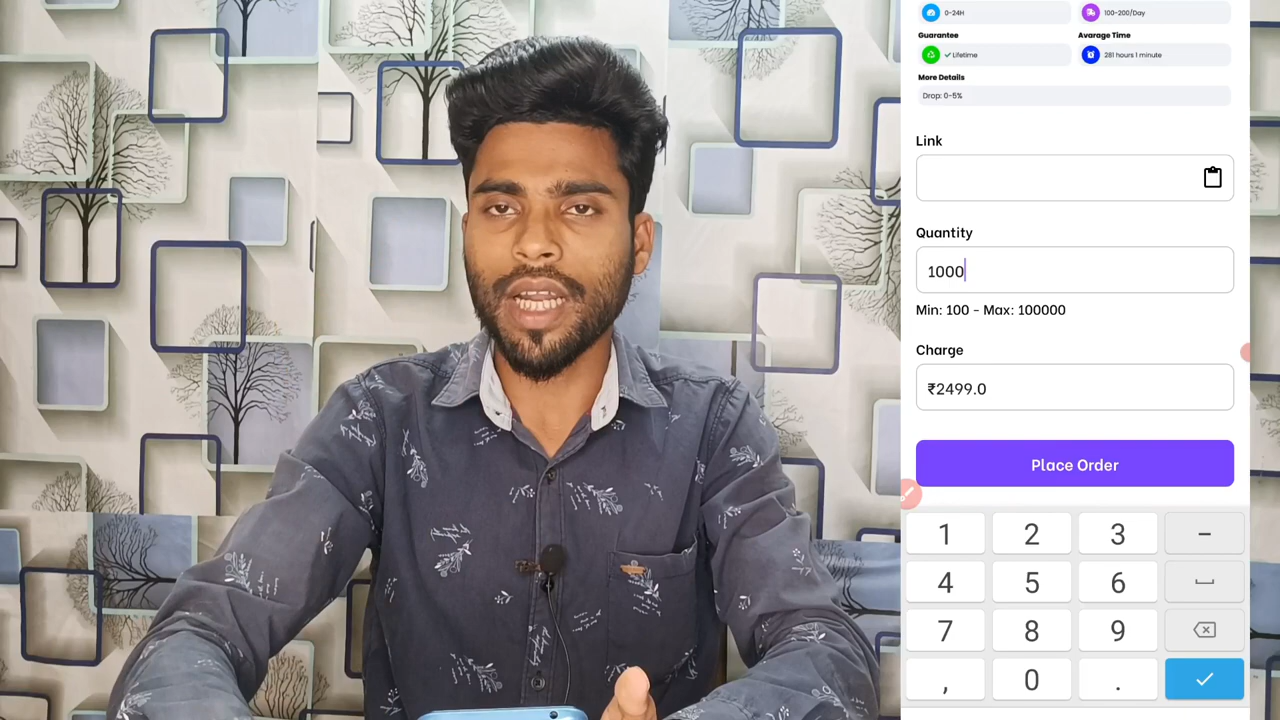 0-24H
100-200/Day
Guarantee
Avarage Time
✓ Lifetime
281 hours 1 minute
More Details
Drop: 0-5%
Link
Quantity
1000
Min: 100 - Max: 100000
Charge
₹2499.0
Place Order
1 2 3 -
4 5 6
7 8 9
, 0 .